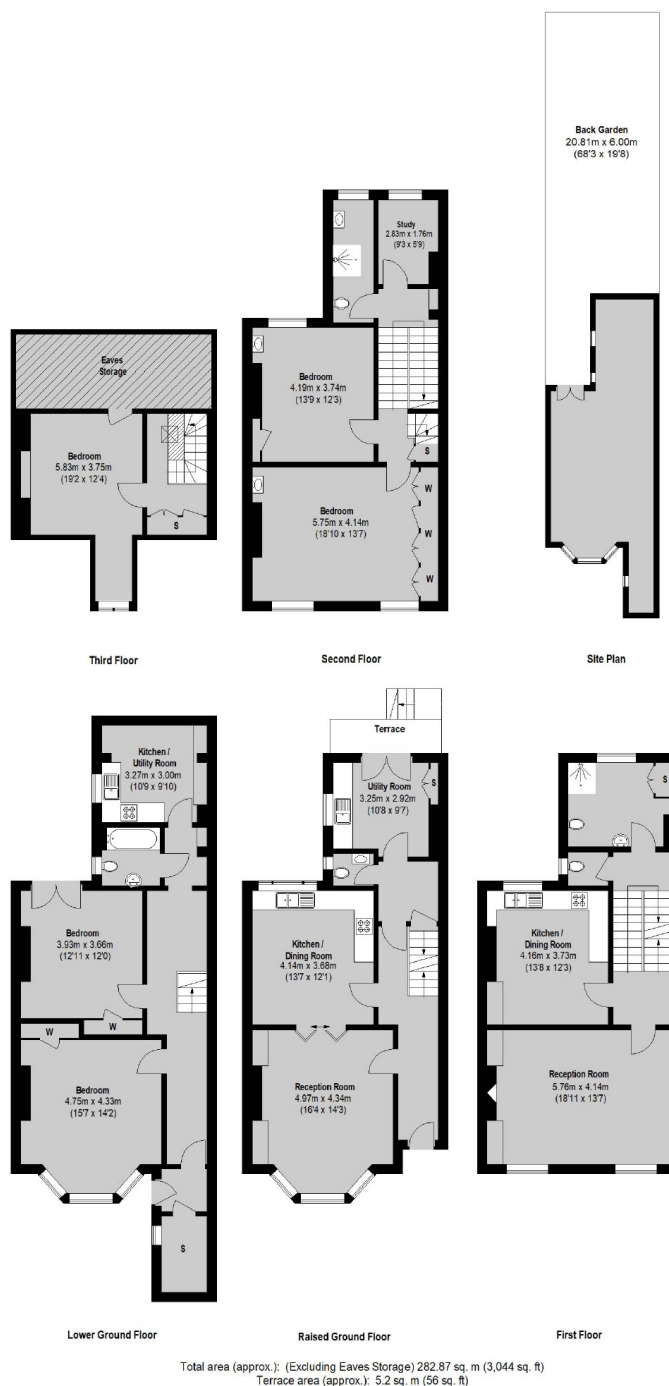 Back Garden
20.81m x 6.00m
(68'3 x 19'8)
Study
2.83m x 1.76m
(9'3 x 5'9)
Eaves
Storage
Bedroom
4.19m x 3.74m
(13'9 x 12'3)
Bedroom
5.83m x 3.75m
(19'2 x 12'4)
S
S
Bedroom
5.75m x 4.14m
(18'10 x 13'7)
W
W
W
Third Floor
Second Floor
Site Plan
Terrace
Kitchen /
Utility Room
3.27m x 3.00m
(10'9 x 9'10)
Utility Room
3.25m x 2.92m
(10'8 x 9'7)
S
S
Bedroom
3.93m x 3.66m
(12'11 x 12'0)
Kitchen /
Dining Room
4.14m x 3.68m
(13'7 x 12'1)
Kitchen /
Dining Room
4.16m x 3.73m
(13'8 x 12'3)
W
W
Bedroom
4.75m x 4.33m
(15'7 x 14'2)
Reception Room
4.97m x 4.34m
(16'4 x 14'3)
Reception Room
5.76m x 4.14m
(18'11 x 13'7)
S
Lower Ground Floor
Raised Ground Floor
First Floor
Total area (approx.): (Excluding Eaves Storage) 282.87 sq. m (3,044 sq. ft)
Terrace area (approx.): 5.2 sq. m (56 sq. ft)